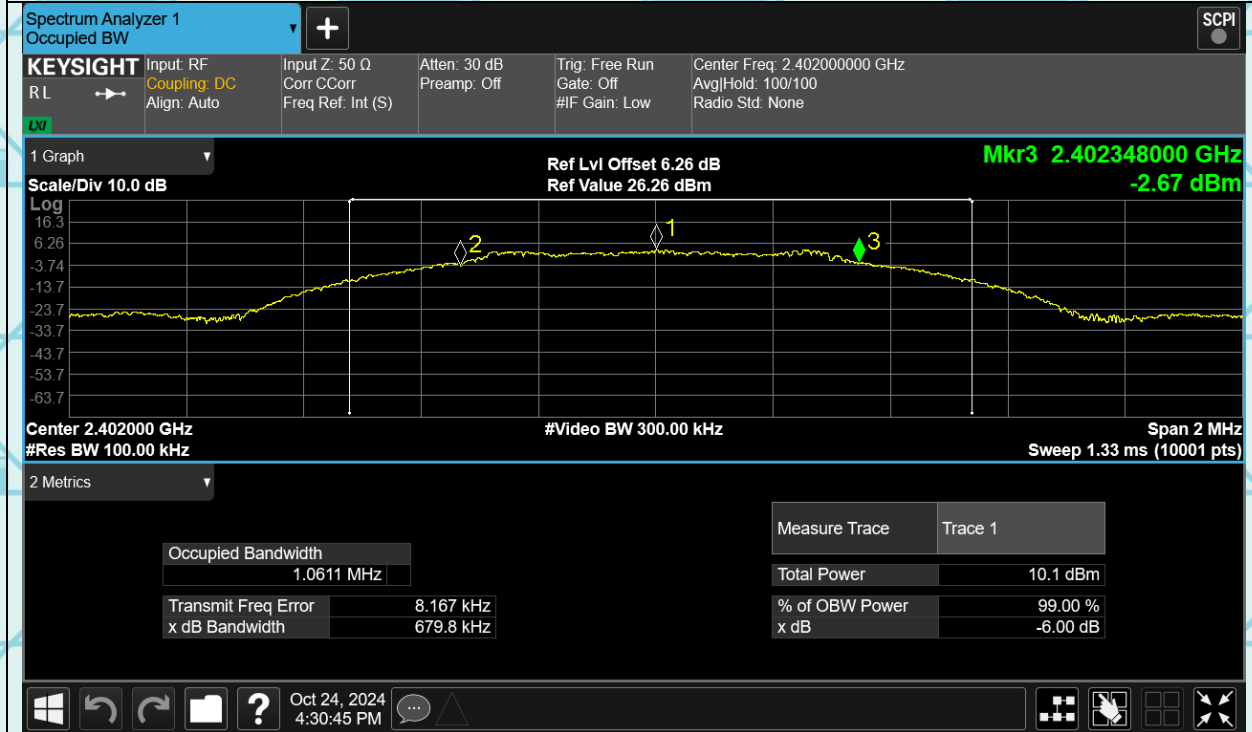 Spectrum Analyzer 1
Occupied BW
+
SCPI
KEYSIGHT
RL
LXI
Input: RF
Coupling: DC
Align: Auto
Input Z: 50 Ω
Corr CCorr
Freq Ref: Int (S)
Atten: 30 dB
Preamp: Off
Trig: Free Run
Gate: Off
#IF Gain: Low
Center Freq: 2.402000000 GHz
Avg|Hold: 100/100
Radio Std: None
1 Graph
Scale/Div 10.0 dB
Ref Lvl Offset 6.26 dB
Ref Value 26.26 dBm
Mkr3 2.402348000 GHz
-2.67 dBm
Log
16.3
6.26
-3.74
-13.7
-23.7
-33.7
-43.7
-53.7
-63.7
2
1
3
Center 2.402000 GHz
#Res BW 100.00 kHz
#Video BW 300.00 kHz
Span 2 MHz
Sweep 1.33 ms (10001 pts)
2 Metrics
Measure Trace Trace 1
Occupied Bandwidth
1.0611 MHz
Total Power 10.1 dBm
Transmit Freq Error 8.167 kHz
% of OBW Power 99.00 %
x dB Bandwidth 679.8 kHz
x dB -6.00 dB
?
Oct 24, 2024
4:30:45 PM